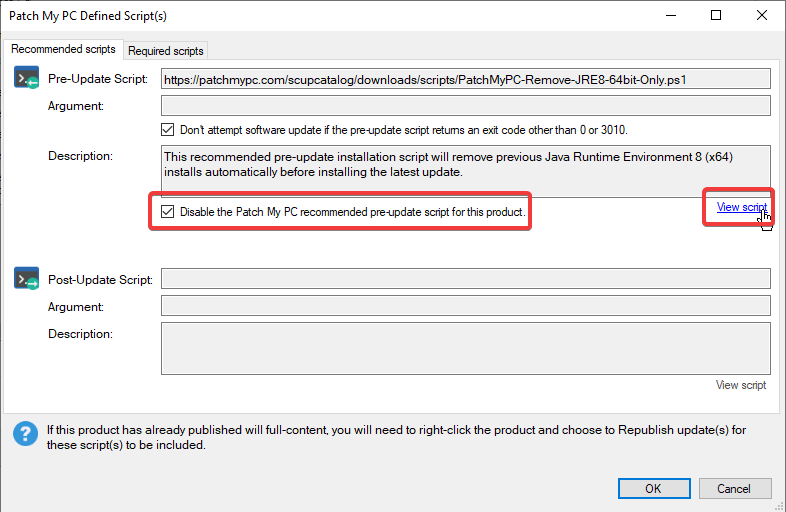 Patch My PC Defined Script(s)
Recommended scripts
Required scripts
Pre-Update Script:
https://patchmypc.com/scupcatalog/downloads/scripts/PatchMyPC-Remove-JRE8-64bit-Only.ps1
Argument:
Don't attempt software update if the pre-update script returns an exit code other than 0 or 3010.
Description:
This recommended pre-update installation script will remove previous Java Runtime Environment 8 (x64)
installs automatically before installing the latest update.
Disable the Patch My PC recommended pre-update script for this product.
View script
Post-Update Script:
Argument:
Description:
View script
If this product has already published will full-content, you will need to right-click the product and choose to Republish update(s) for
these script(s) to be included.
OK
Cancel